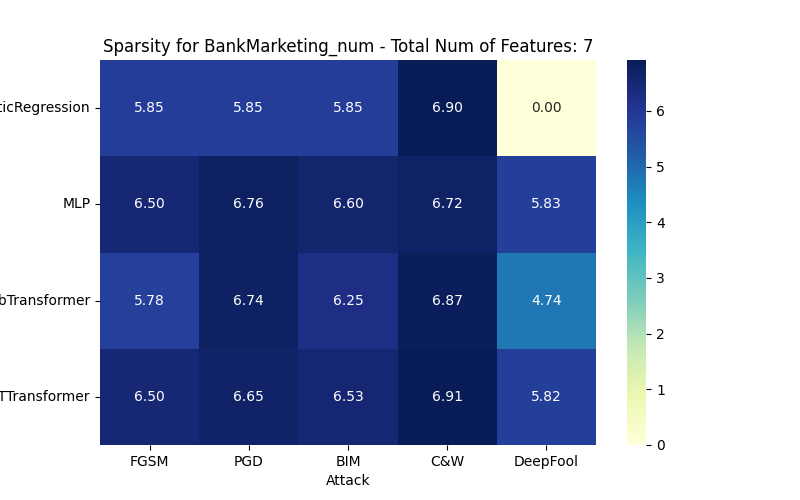 Sparsity for BankMarketing_num - Total Num of Features: 7
ticRegression 5.85 5.85 5.85 6.90 0.00
MLP 6.50 6.76 6.60 6.72 5.83
bTransformer 5.78 6.74 6.25 6.87 4.74
TTransformer 6.50 6.65 6.53 6.91 5.82
FGSM PGD BIM C&W DeepFool
Attack
6
5
4
3
2
1
0